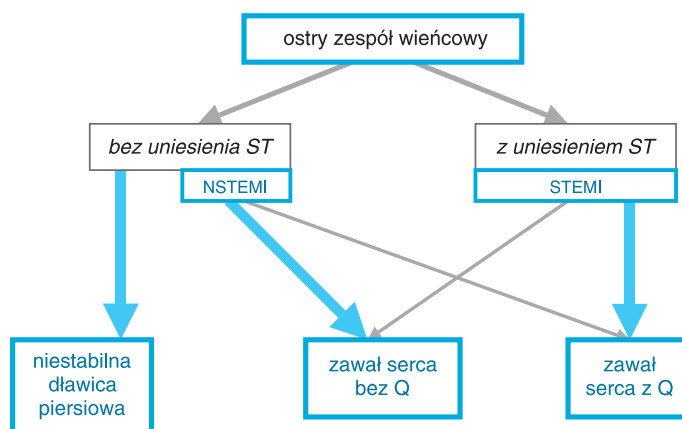 ostry zespół wieńcowy
bez uniesienia ST
z uniesieniem ST
NSTEMI
STEMI
niestabilna
dławica
piersiowa
zawał serca
bez Q
zawał
serca z Q